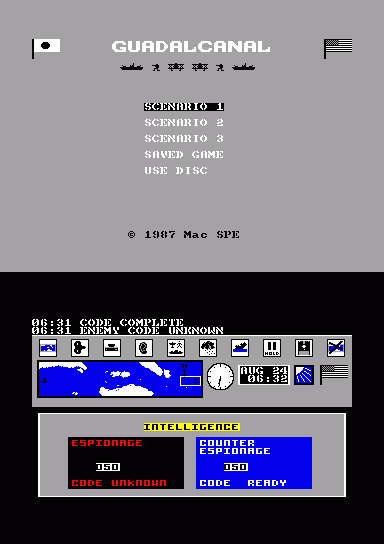 GUADALCANAL
SCENARIO 1
SCENARIO 2
SCENARIO 3
SAVED GAME
USE DISC
© 1987 Mac SPE
06:31 CODE COMPLETE
06:31 ENEMY CODE UNKNOWN
HOLD
AUG 24
06:32
INTELLIGENCE
ESPIONAGE
050
CODE UNKNOWN
COUNTER
ESPIONAGE
050
CODE READY